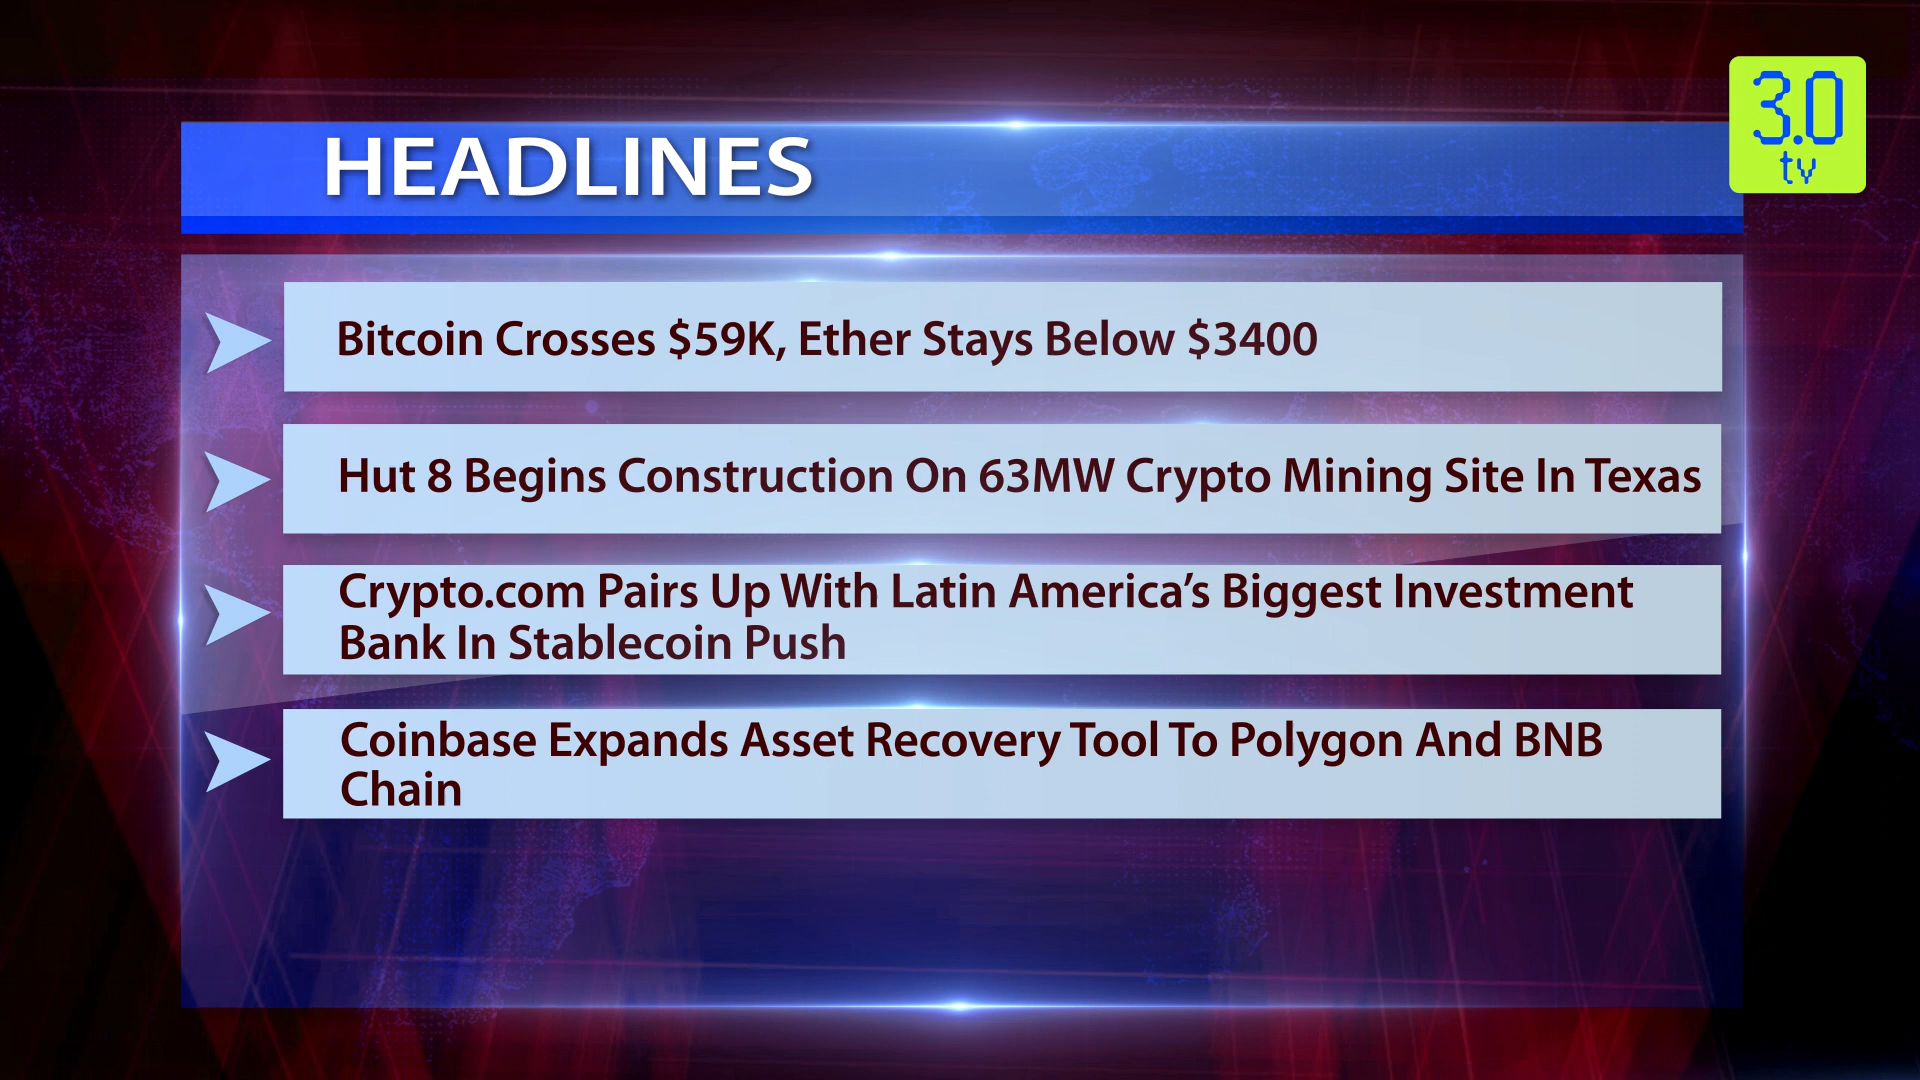 3.0
tv
HEADLINES
Bitcoin Crosses $59K, Ether Stays Below $3400
Hut 8 Begins Construction On 63MW Crypto Mining Site In Texas
Crypto.com Pairs Up With Latin America’s Biggest Investment
Bank In Stablecoin Push
Coinbase Expands Asset Recovery Tool To Polygon And BNB
Chain